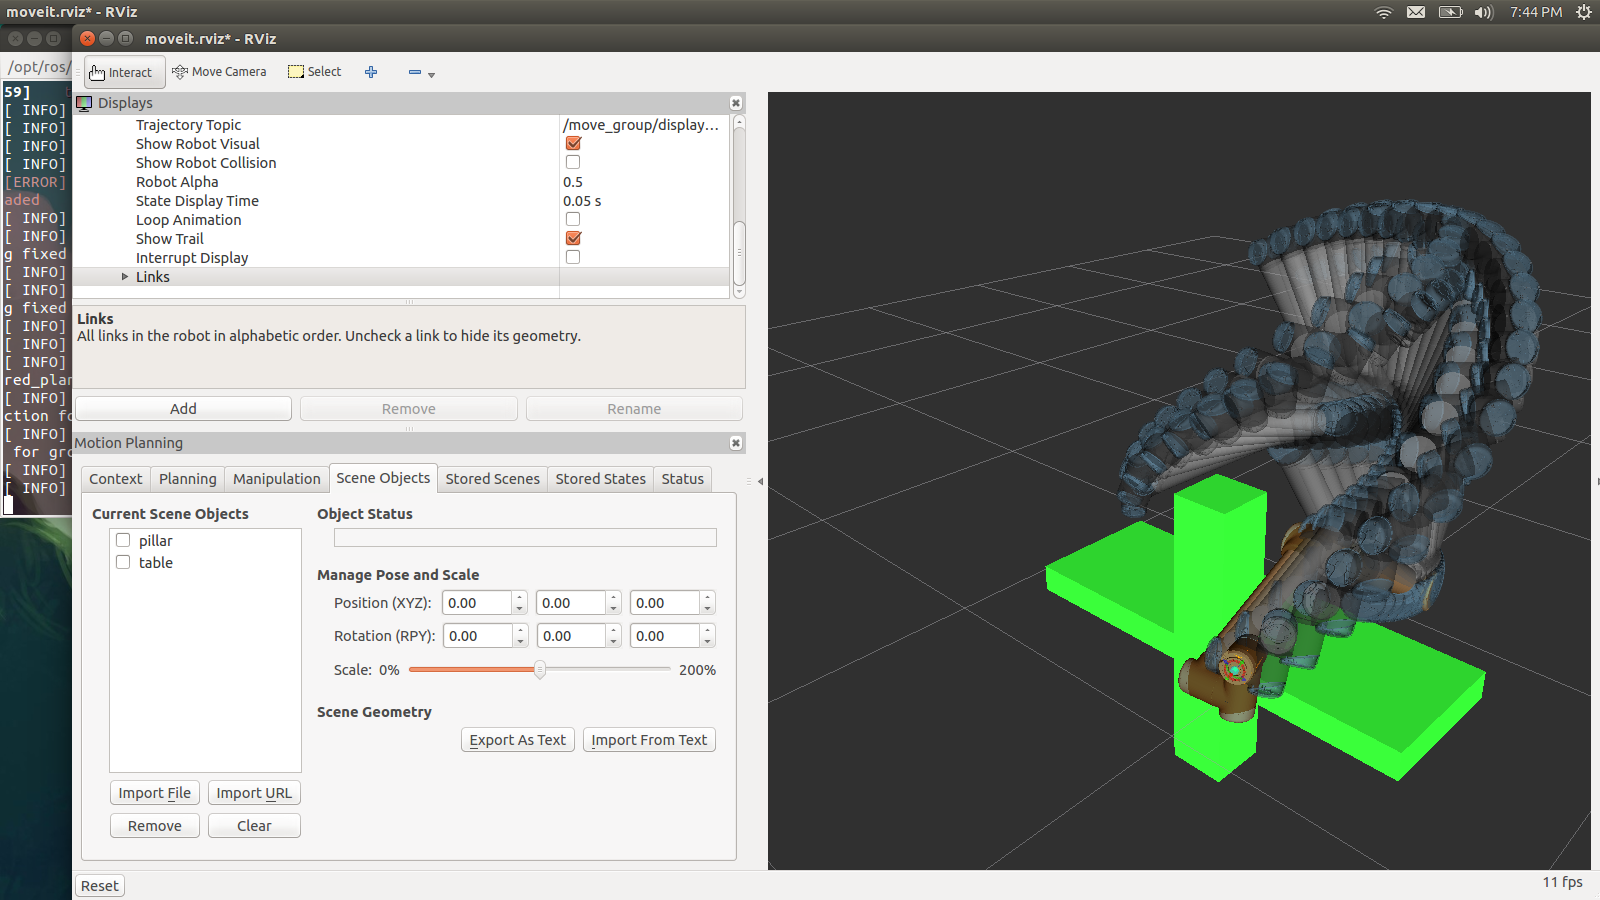 moveit.rviz* - RViz
7:44 PM
moveit.rviz* - RViz
/opt/ros/
Interact
Move Camera
Select
59]
[ INFO]
[ INFO]
[ INFO]
[ INFO]
[ERROR]
aded
[ INFO]
[ INFO]
g fixed
[ INFO]
[ INFO]
g fixed
[ INFO]
[ INFO]
[ INFO]
red_plan
[ INFO]
ction fo
[ INFO]
for gro
[ INFO]
[ INFO]
Displays
Trajectory Topic /move_group/display...
Show Robot Visual
Show Robot Collision
Robot Alpha 0.5
State Display Time 0.05 s
Loop Animation
Show Trail
Interrupt Display
Links
Links
All links in the robot in alphabetic order. Uncheck a link to hide its geometry.
Add Remove Rename
Motion Planning
Context Planning Manipulation Scene Objects Stored Scenes Stored States Status
Current Scene Objects
pillar
table
Import File Import URL
Remove Clear
Object Status
Manage Pose and Scale
Position (XYZ): 0.00 0.00 0.00
Rotation (RPY): 0.00 0.00 0.00
Scale: 0% 200%
Scene Geometry
Export As Text Import From Text
Reset
11 fps